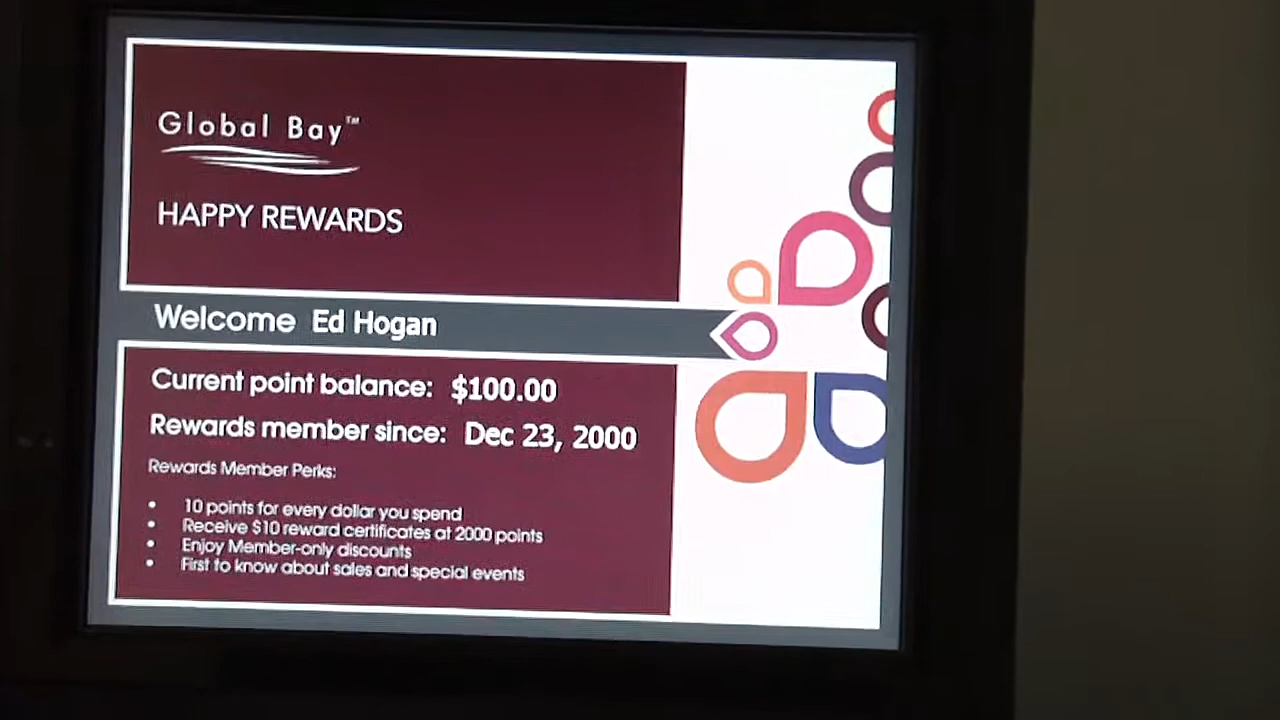 Global Bay™
HAPPY REWARDS
Welcome Ed Hogan
Current point balance: $100.00
Rewards member since: Dec 23, 2000
Rewards Member Perks:
• 10 points for every dollar you spend
• Receive $10 reward certificates at 2000 points
• Enjoy Member-only discounts
• First to know about sales and special events